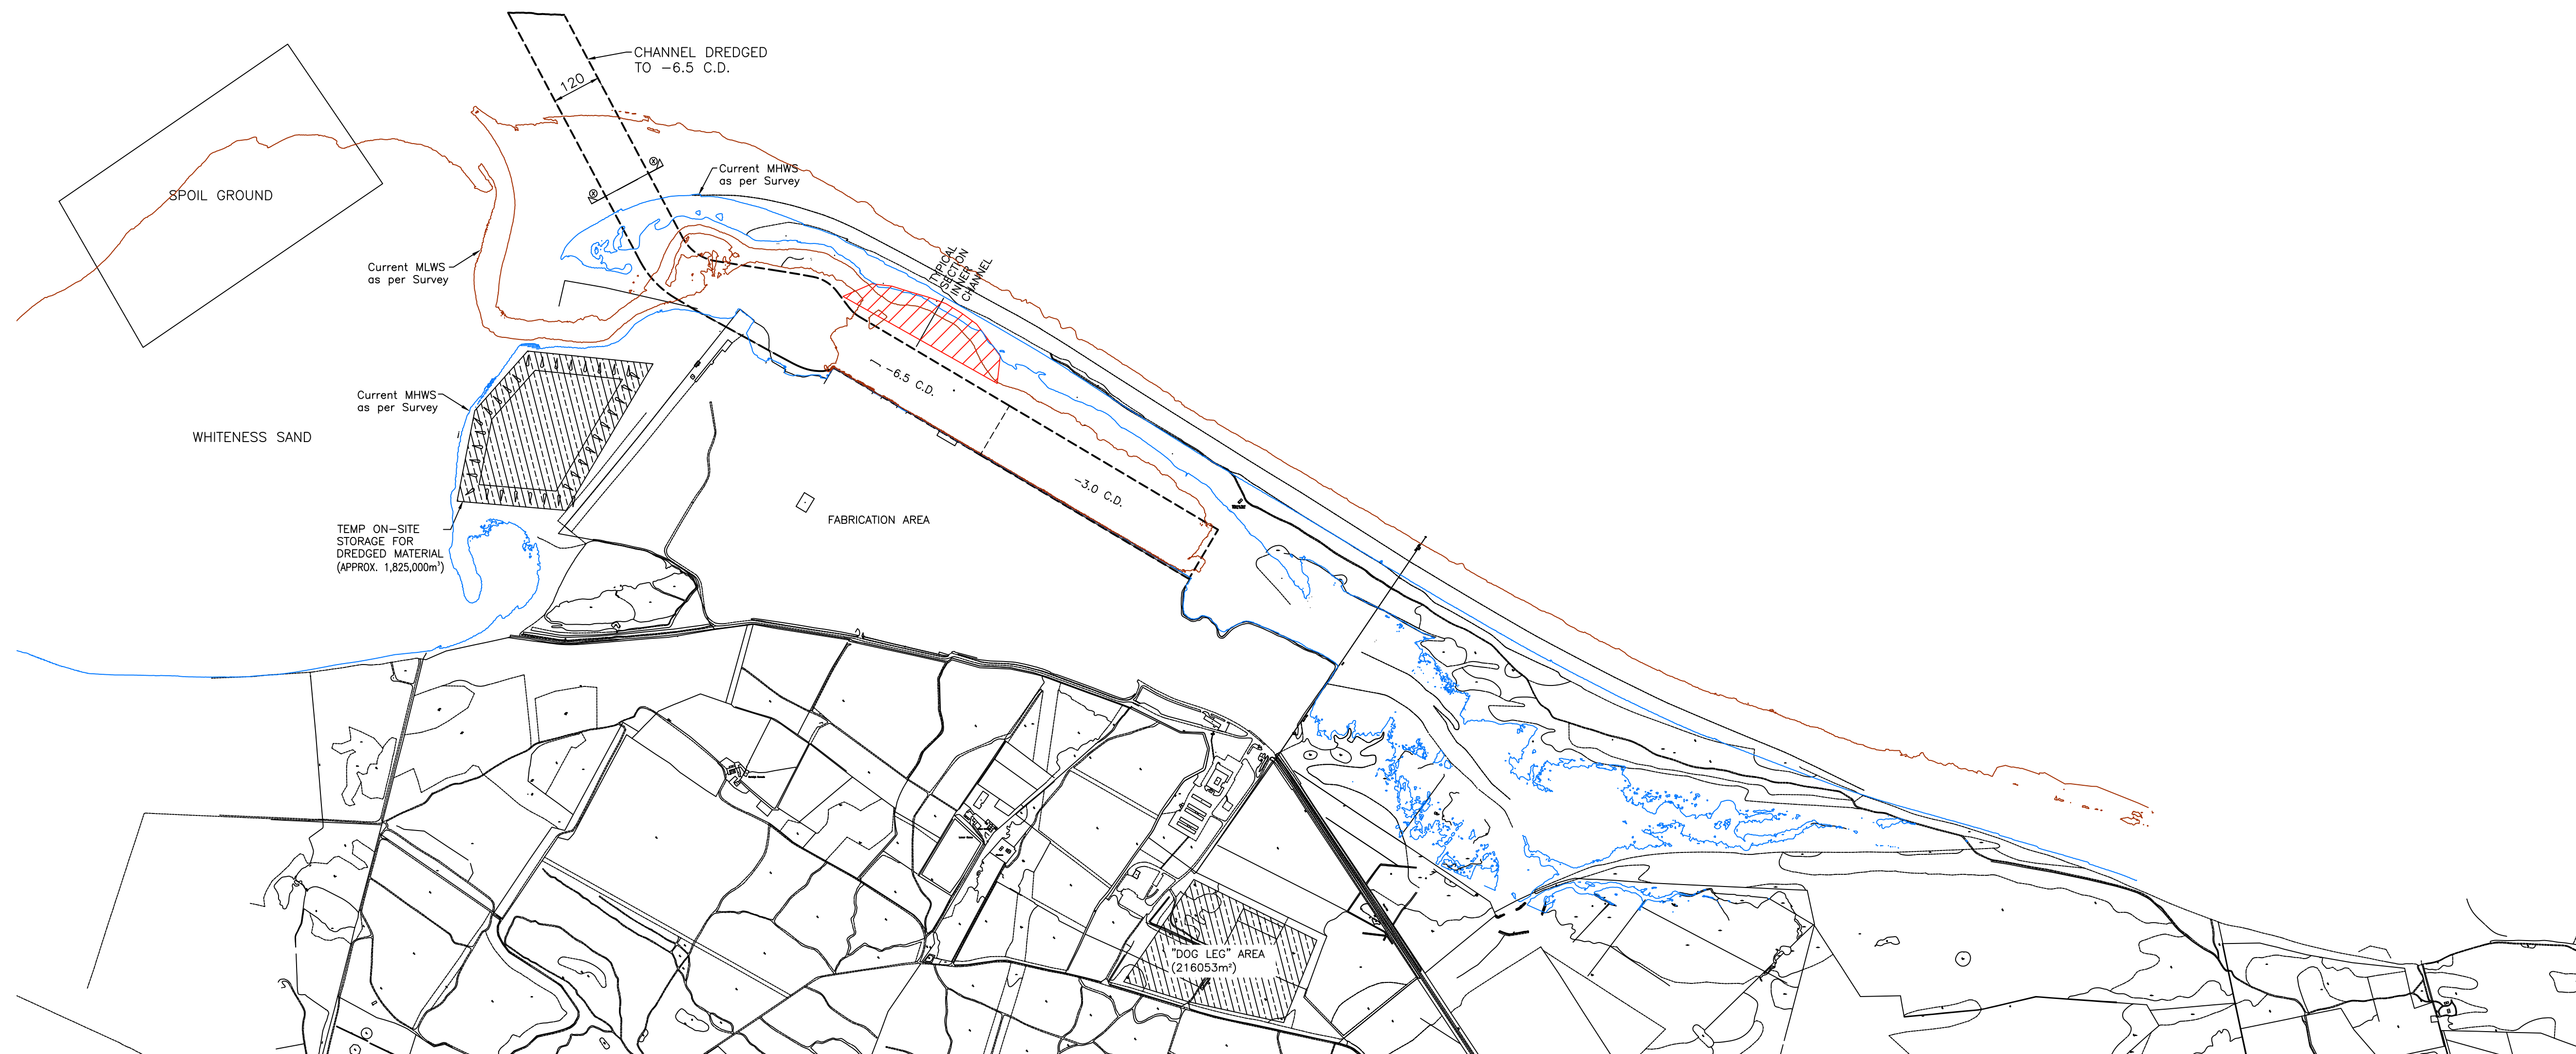 CHANNEL DREDGED
TO -6.5 C.D.
120
X
X
SPOIL GROUND
Current MHWS
as per Survey
Current MLWS
as per Survey
TYPICAL
SECTION
INNER
CHANNEL
-6.5 C.D.
Current MHWS
as per Survey
WHITENESS SAND
-3.0 C.D.
FABRICATION AREA
TEMP ON-SITE
STORAGE FOR
DREDGED MATERIAL
(APPROX. 1,825,000m³)
"DOG LEG" AREA
(216053m²)